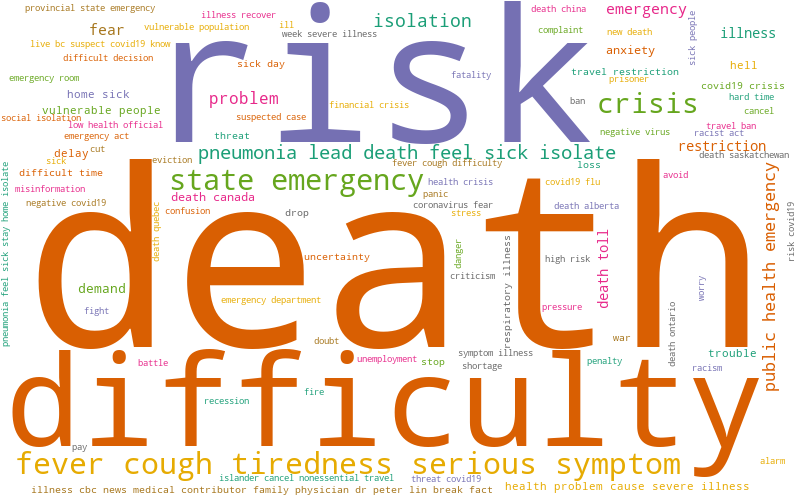 provincial state emergency
illness recover
death china
emergency
fear
vulnerable population
ill
isolation
complaint
new death
sick people
illness
live bc suspect covid19 know
week severe illness
risk
anxiety
difficult decision
sick day
hell
emergency room
fatality
travel restriction
prisoner
covid19 crisis
home sick
problem
financial crisis
ban
crisis
hard time
vulnerable people
cancel
social isolation
suspected case
low health official
travel ban
emergency act
threat
negative virus
racist act
cut
delay
pneumonia lead death feel sick isolate
restriction
sick
eviction
fever cough difficulty
loss
death saskatchewan
difficult time
state emergency
health crisis
covid19 flu
avoid
misinformation
panic
death canada
negative covid19
coronavirus fear
death alberta
confusion
drop
stress
death quebec
pneumonia feel sick stay home isolate
death
danger
respiratory illness
death toll
public health emergency
risk covid19
uncertainty
high risk
criticism
demand
worry
emergency department
fight
pressure
death ontario
doubt
war
symptom illness
trouble
battle
unemployment
stop
shortage
penalty
racism
difficulty
fire
recession
pay
fever cough tiredness serious symptom
alarm
islander cancel nonessential travel
threat covid19
illness cbc news medical contributor family physician dr peter lin break fact
health problem cause severe illness